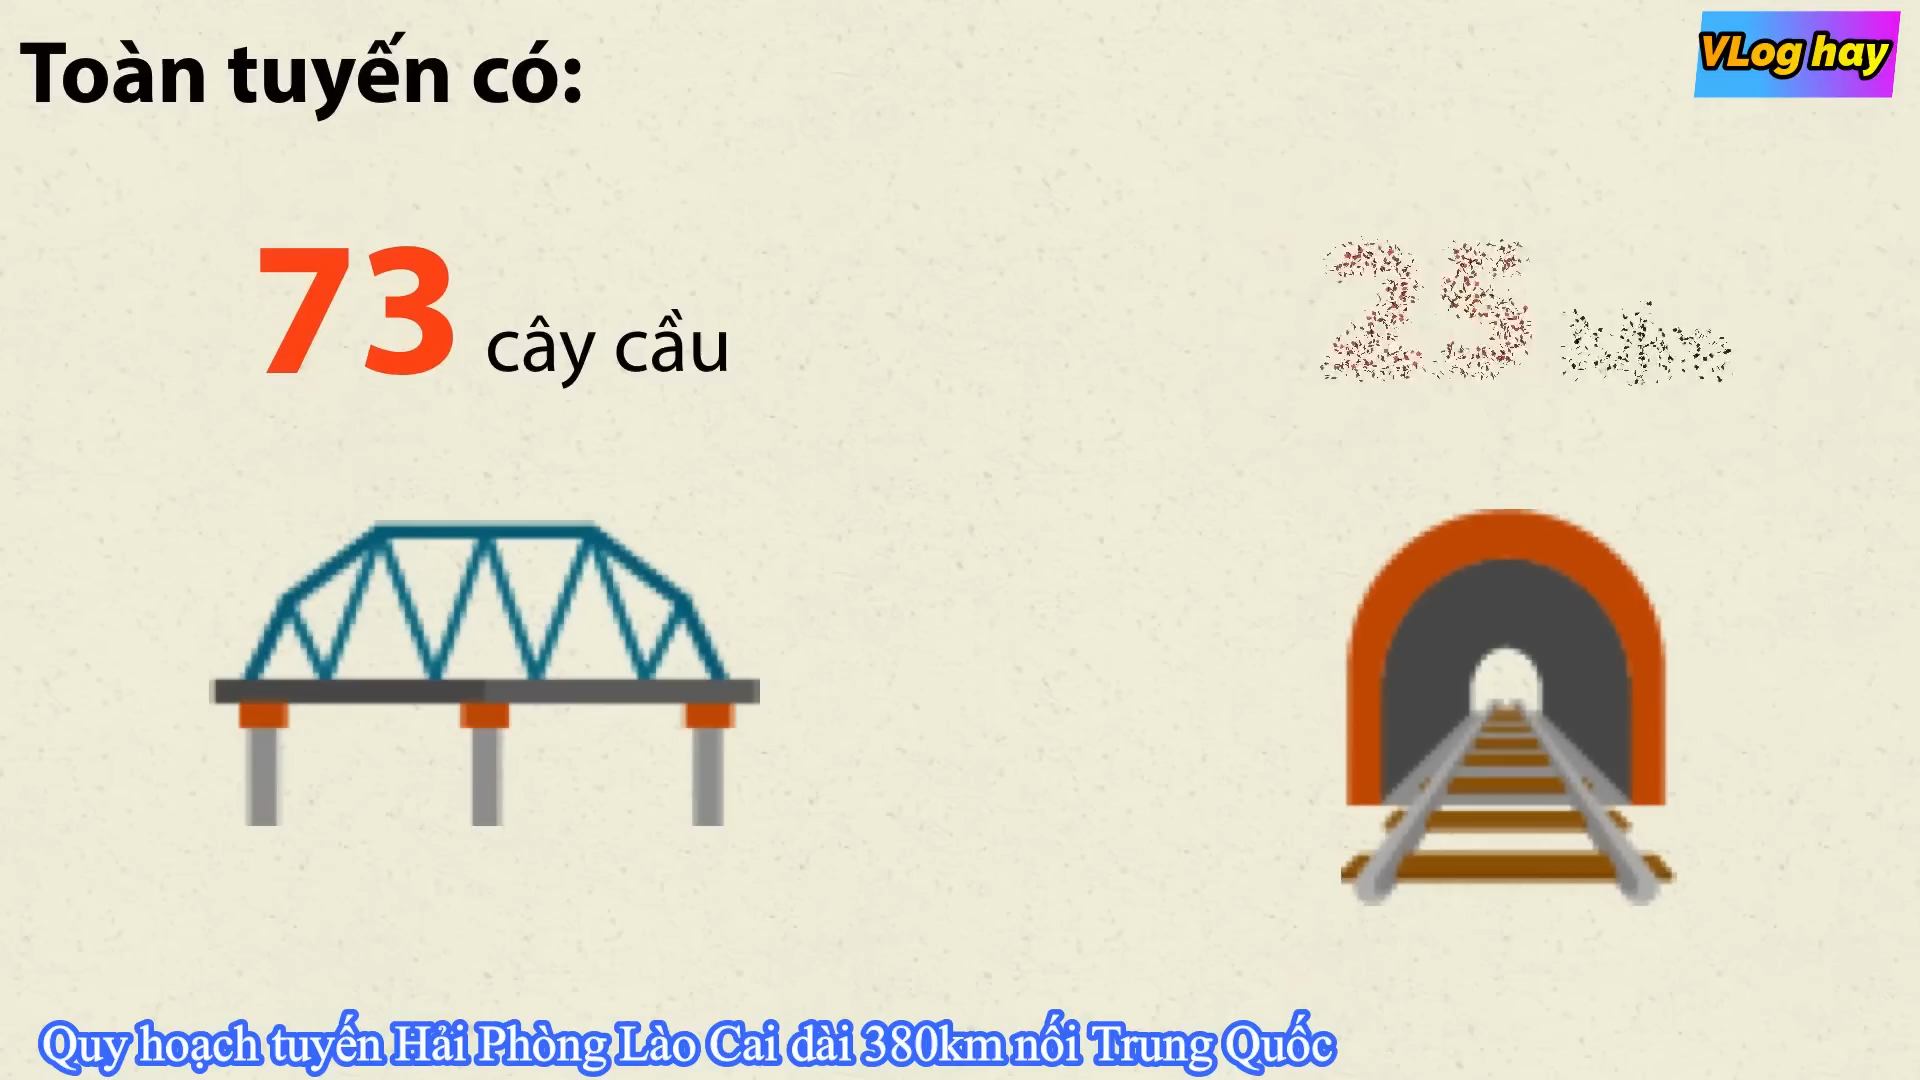 Toàn tuyến có:
VLog hay
73 cây cầu
25
Quy hoạch tuyến Hải Phòng Lào Cai dài 380km nối Trung Quốc